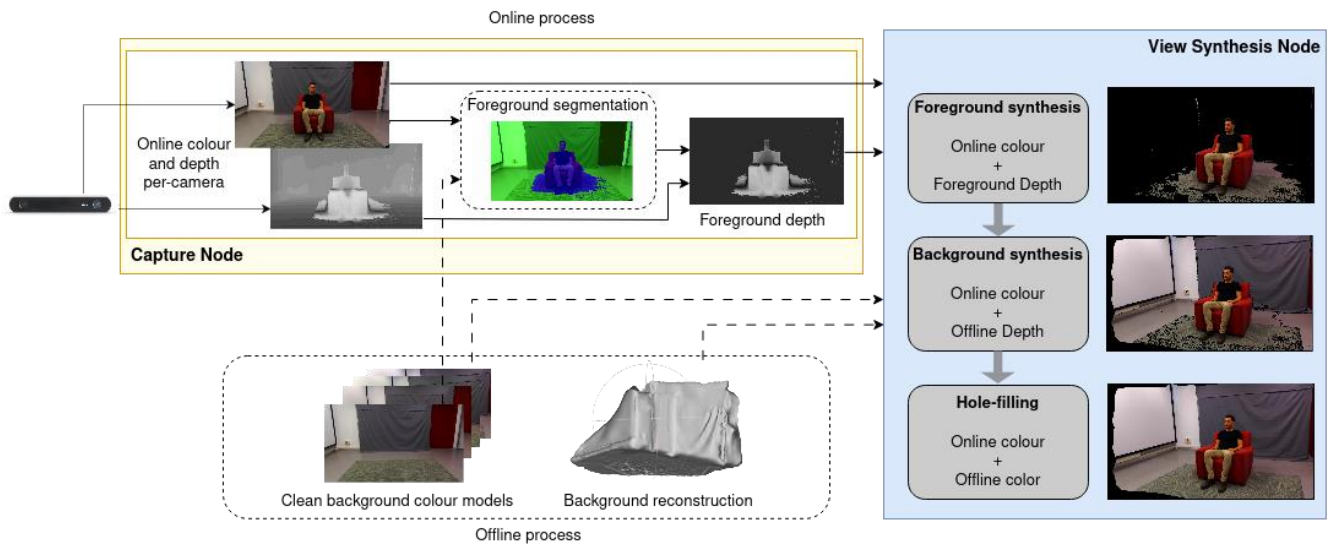 Online process
View Synthesis Node
Online colour
and depth
per-camera
Foreground segmentation
Foreground depth
Capture Node
Foreground synthesis
Online colour
+
Foreground Depth
Background synthesis
Online colour
+
Offline Depth
Hole-filling
Online colour
+
Offline color
Clean background colour models
Background reconstruction
Offline process